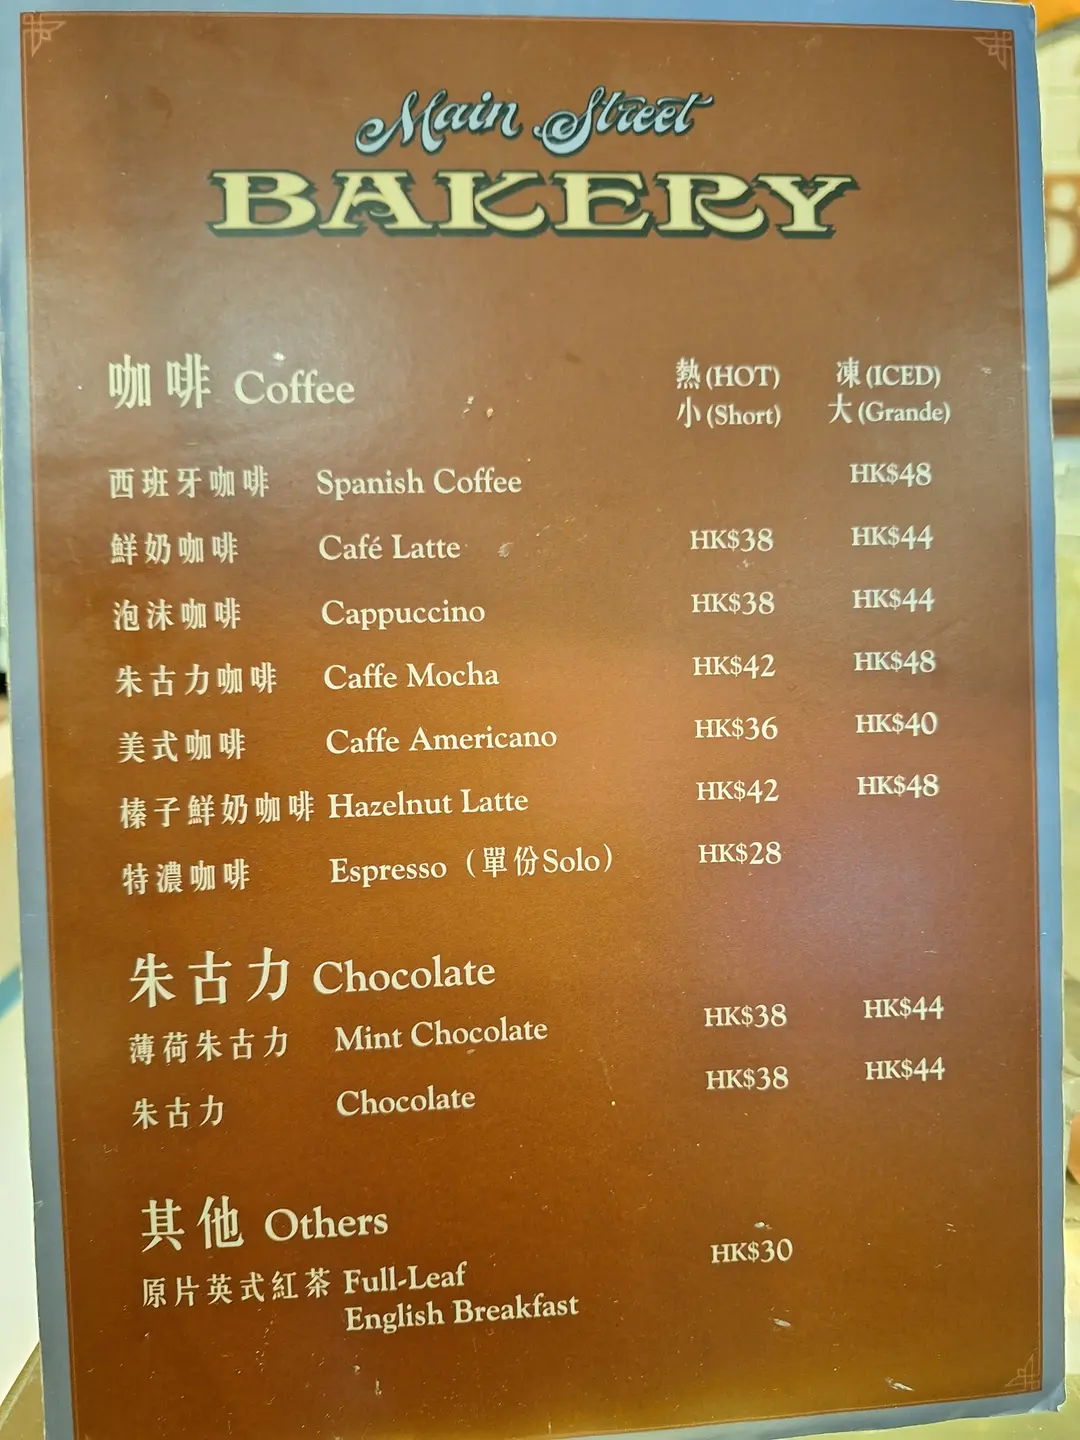 Main Street
BAKERY
咖啡 Coffee 熱(HOT) 凍(ICED)
小(Short) 大(Grande)
西班牙咖啡 Spanish Coffee HK$48
鮮奶咖啡 Café Latte HK$38 HK$44
泡沫咖啡 Cappuccino HK$38 HK$44
朱古力咖啡 Caffe Mocha HK$42 HK$48
美式咖啡 Caffe Americano HK$36 HK$40
榛子鮮奶咖啡 Hazelnut Latte HK$42 HK$48
特濃咖啡 Espresso（單份Solo） HK$28
朱古力 Chocolate
薄荷朱古力 Mint Chocolate HK$38 HK$44
朱古力 Chocolate HK$38 HK$44
其他 Others
原片英式紅茶 Full-Leaf HK$30
English Breakfast